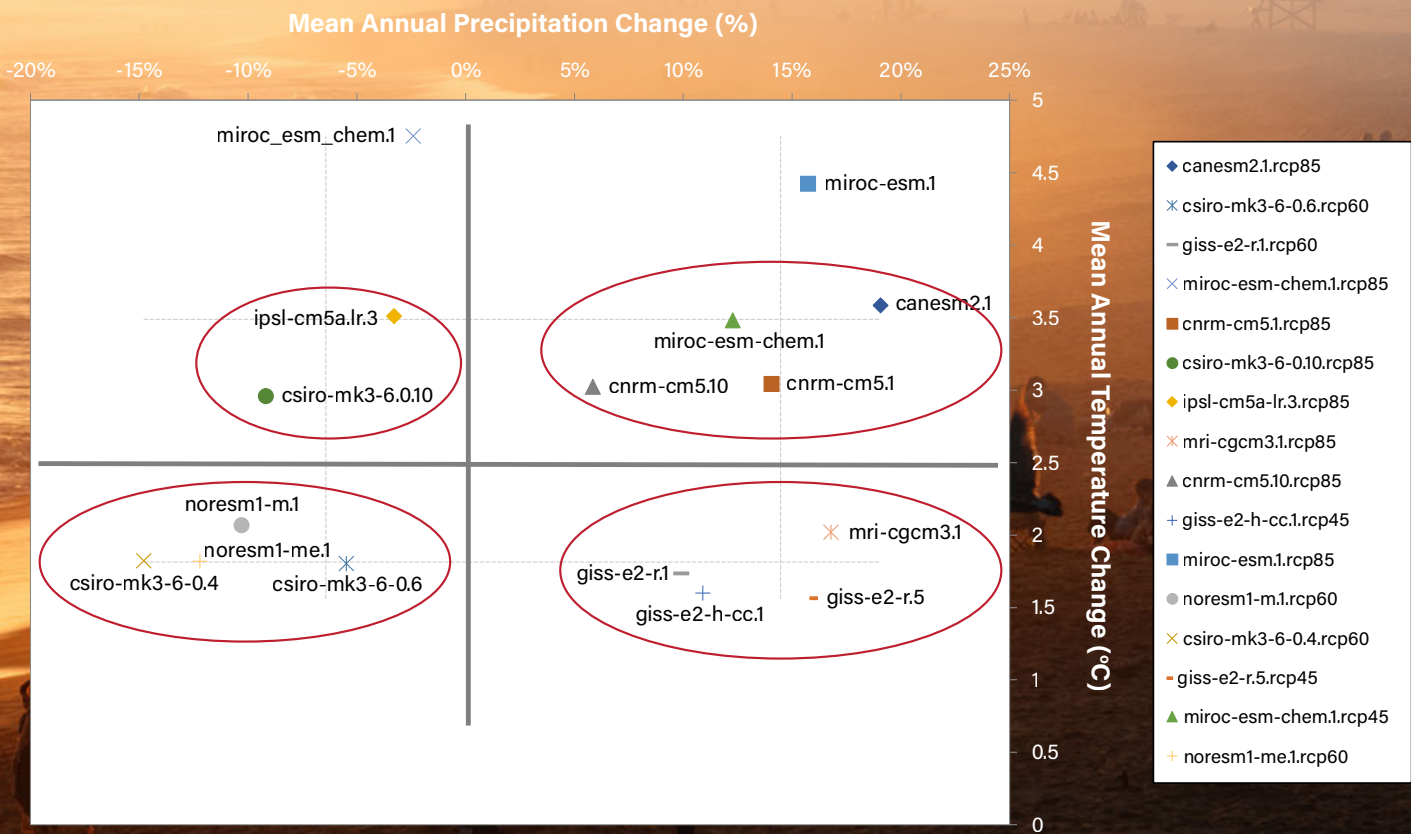 Mean Annual Precipitation Change (%)
-20% -15% -10% -5% 0% 5% 10% 15% 20% 25%
miroc_esm_chem.1
miroc-esm.1
canesm2.1
ipsl-cm5a.lr.3
miroc-esm-chem.1
cnrm-cm5.10
cnrm-cm5.1
csiro-mk3-6.0.10
noresm1-m.1
mri-cgcm3.1
noresm1-me.1
csiro-mk3-6-0.4
csiro-mk3-6-0.6
giss-e2-r.1
giss-e2-r.5
giss-e2-h-cc.1
5
4.5
4
3.5
3
2.5
2
1.5
1
0.5
0
Mean Annual Temperature Change (°C)
canesm2.1.rcp85
csiro-mk3-6-0.6.rcp60
giss-e2-r.1.rcp60
miroc-esm-chem.1.rcp85
cnrm-cm5.1.rcp85
csiro-mk3-6-0.10.rcp85
ipsl-cm5a-lr.3.rcp85
mri-cgcm3.1.rcp85
cnrm-cm5.10.rcp85
giss-e2-h-cc.1.rcp45
miroc-esm.1.rcp85
noresm1-m.1.rcp60
csiro-mk3-6-0.4.rcp60
giss-e2-r.5.rcp45
miroc-esm-chem.1.rcp45
noresm1-me.1.rcp60